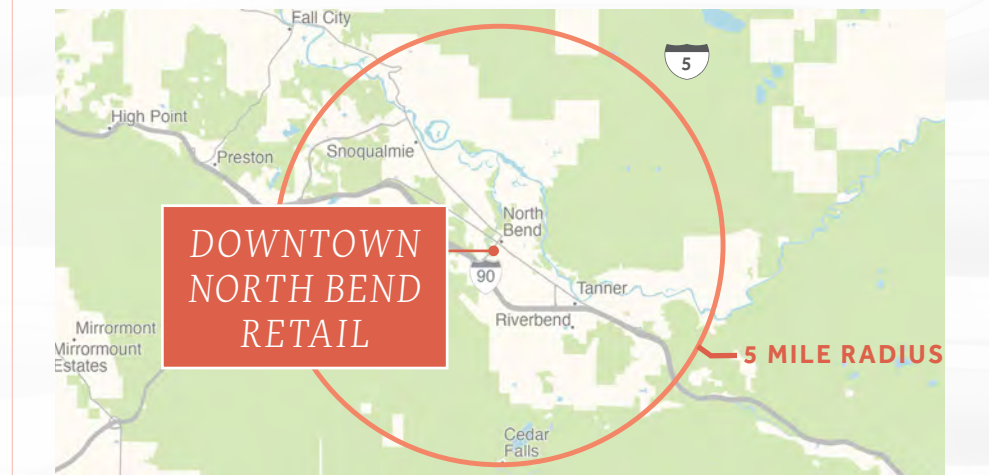 Fall City
5
High Point
Preston
Snoqualmie
North
Bend
DOWNTOWN
NORTH BEND
RETAIL
90
Tanner
Riverbend
Mirrormont
Mirrormount
Estates
5 MILE RADIUS
Cedar
Falls